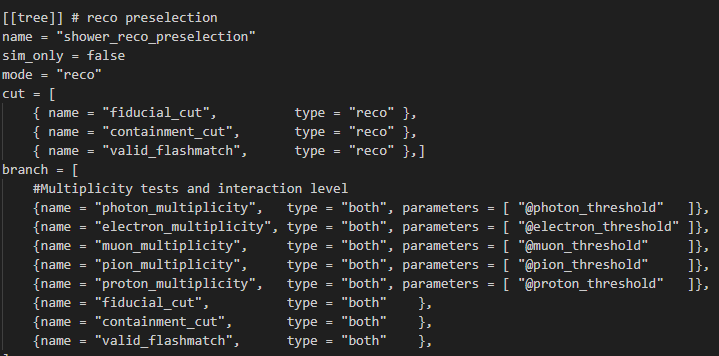 [[tree]] # reco preselection
name = "shower_reco_preselection"
sim_only = false
mode = "reco"
cut = [
    { name = "fiducial_cut",          type = "reco" },
    { name = "containment_cut",       type = "reco" },
    { name = "valid_flashmatch",      type = "reco" },]
branch = [
    #Multiplicity tests and interaction level
    {name = "photon_multiplicity",   type = "both", parameters = [ "@photon_threshold"   ]},
    {name = "electron_multiplicity", type = "both", parameters = [ "@electron_threshold" ]},
    {name = "muon_multiplicity",     type = "both", parameters = [ "@muon_threshold"     ]},
    {name = "pion_multiplicity",     type = "both", parameters = [ "@pion_threshold"     ]},
    {name = "proton_multiplicity",   type = "both", parameters = [ "@proton_threshold"   ]},
    {name = "fiducial_cut",          type = "both"    },
    {name = "containment_cut",       type = "both"    },
    {name = "valid_flashmatch",      type = "both"    },